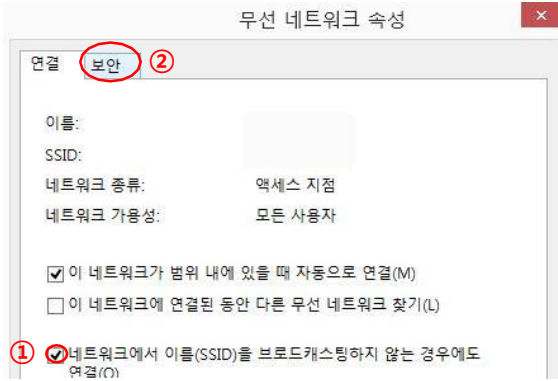 무선 네트워크 속성
연결 보안 ②
이름:
SSID:
네트워크 종류: 액세스 지점
네트워크 가용성: 모든 사용자
이 네트워크가 범위 내에 있을 때 자동으로 연결(M)
이 네트워크에 연결된 동안 다른 무선 네트워크 찾기(L)
① 네트워크에서 이름(SSID)을 브로드캐스팅하지 않는 경우에도
연결(O)